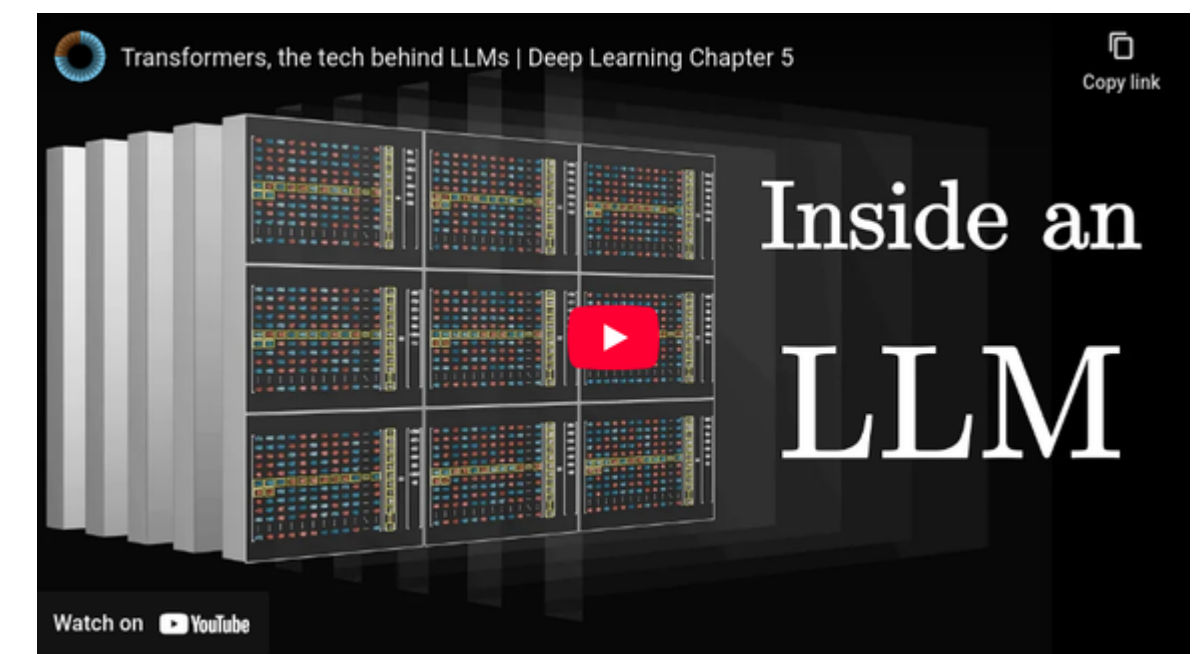 Transformers, the tech behind LLMs | Deep Learning Chapter 5
Copy link
Inside an
LLM
Watch on YouTube